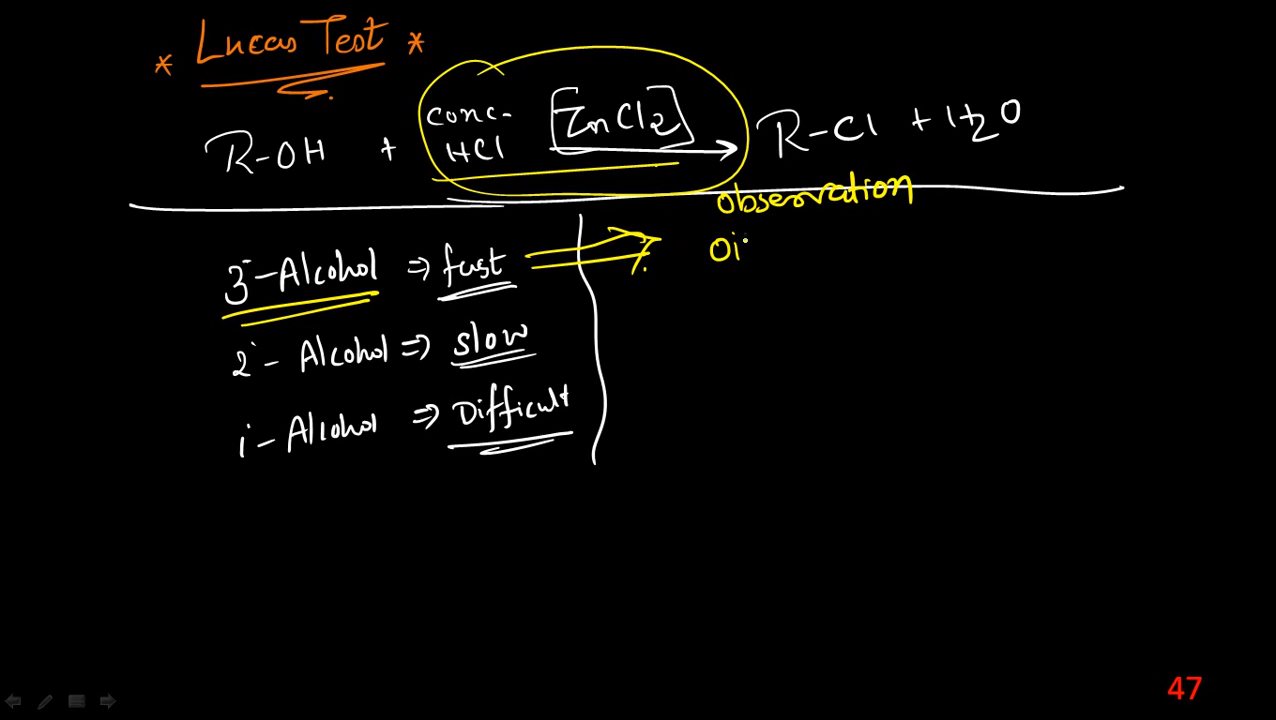 * Lucas Test *
R-OH + conc- HCl [ZnCl2] → R-Cl + H2O
observation
3°-Alcohol ⇒ fast ⇒ Oi
2°- Alcohol ⇒ slow
1°- Alcohol ⇒ Difficult
47